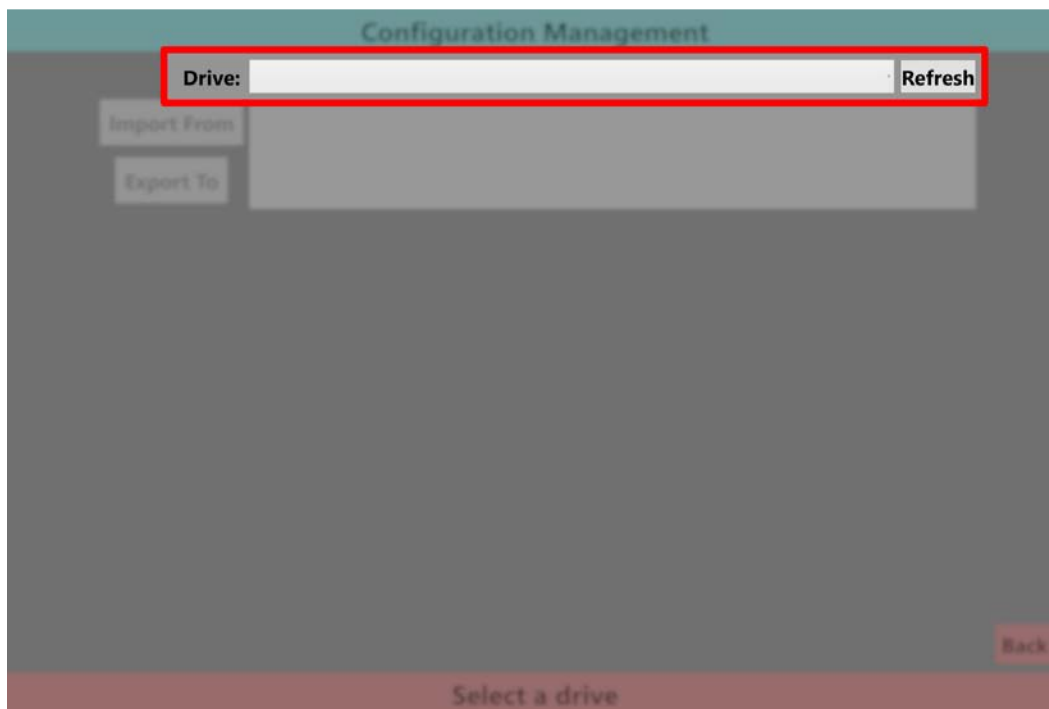 Configuration Management
Drive: Refresh
Import From
Export To
Back
Select a drive